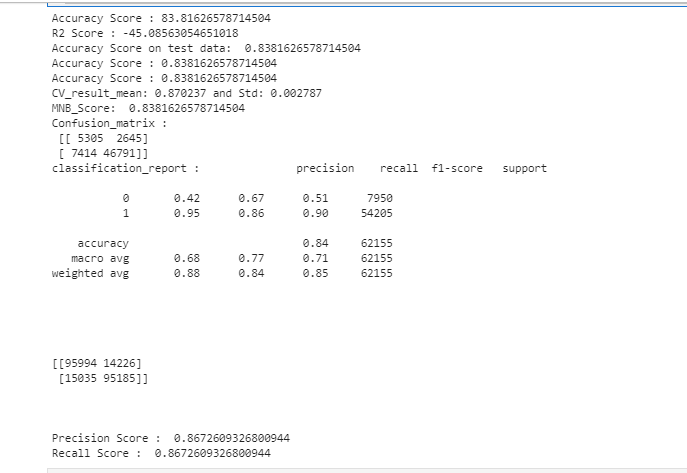 Accuracy Score : 83.81626578714504
R2 Score : -45.08563054651018
Accuracy Score on test data:  0.8381626578714504
Accuracy Score : 0.8381626578714504
Accuracy Score : 0.8381626578714504
CV_result_mean: 0.870237 and Std: 0.002787
MNB_Score:  0.8381626578714504
Confusion_matrix :
[[ 5305  2645]
[ 7414 46791]]
classification_report :               precision    recall  f1-score   support
0       0.42      0.67      0.51      7950
1       0.95      0.86      0.90     54205
accuracy                           0.84     62155
macro avg       0.68      0.77      0.71     62155
weighted avg       0.88      0.84      0.85     62155
[[95994 14226]
[15035 95185]]
Precision Score :  0.8672609326800944
Recall Score :  0.8672609326800944